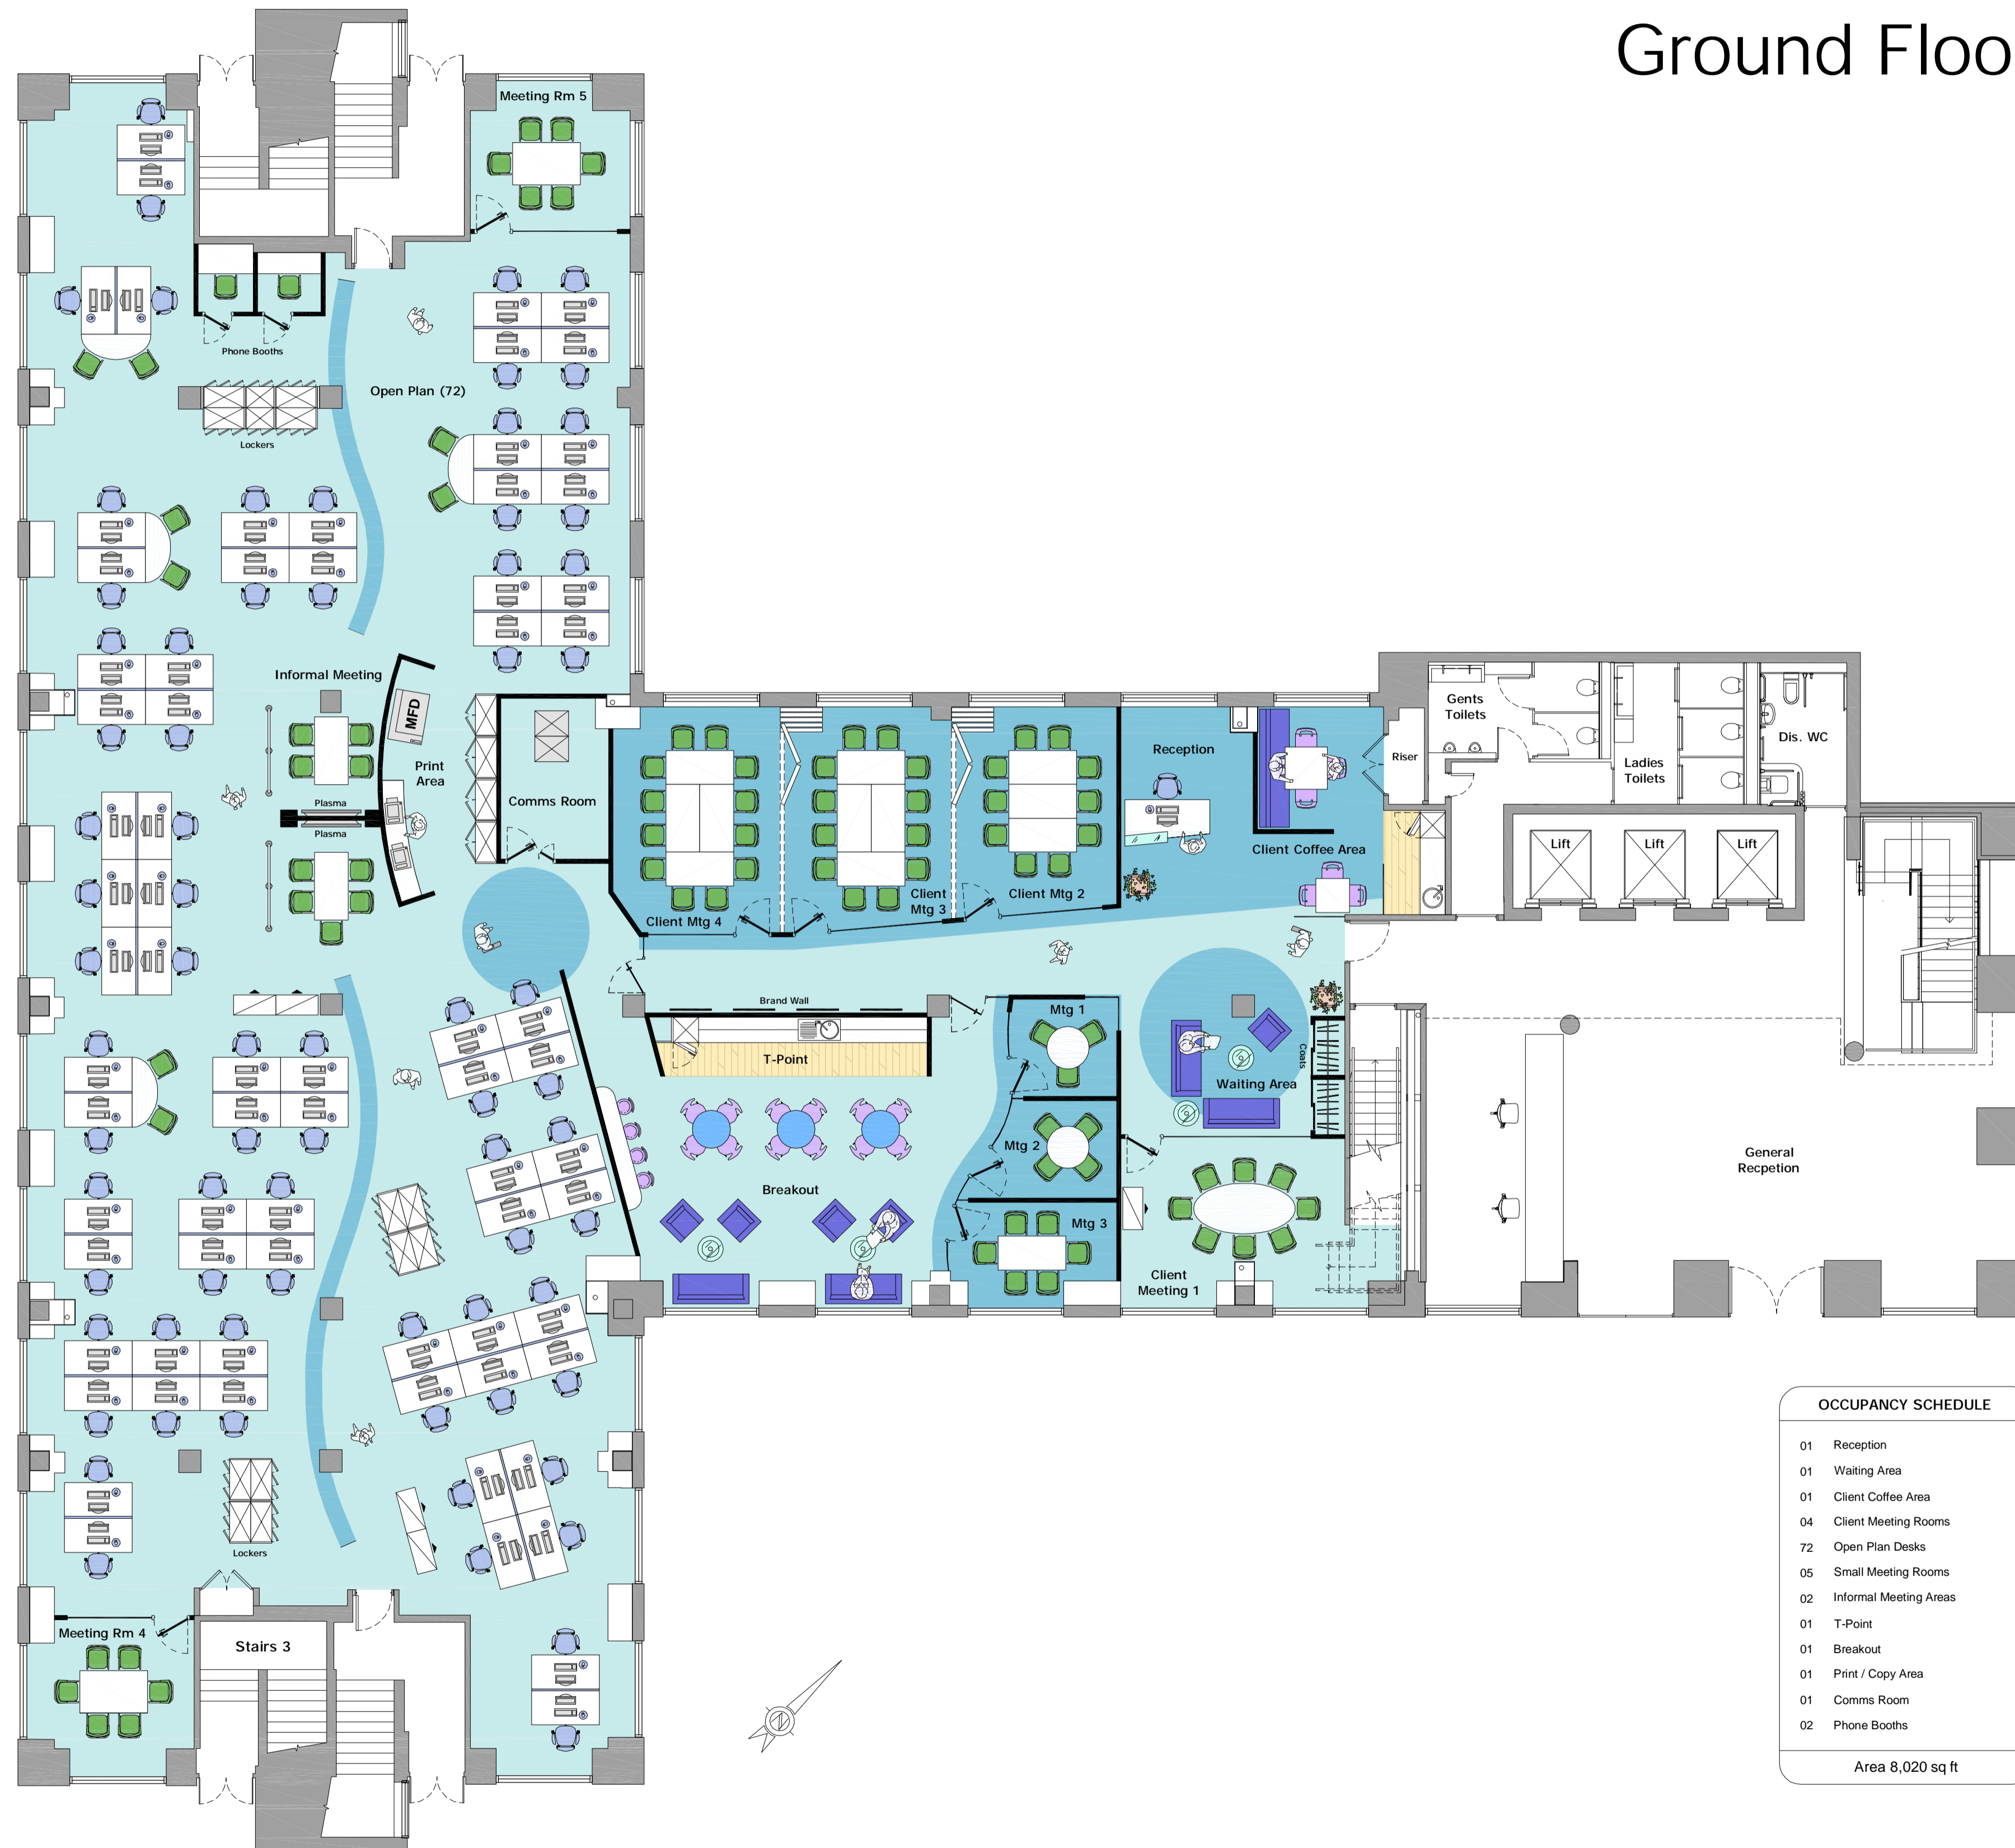 Ground Floo
Meeting Rm 5
Phone Booths
Open Plan (72)
Lockers
Informal Meeting
MFD
Print
Area
Plasma
Plasma
Comms Room
Client Mtg 4
Client
Mtg 3
Client Mtg 2
Reception
Client Coffee Area
Riser
Gents
Toilets
Ladies
Toilets
Dis. WC
Lift
Lift
Lift
Brand Wall
T-Point
Mtg 1
Mtg 2
Mtg 3
Breakout
Waiting Area
Coats
Client
Meeting 1
General
Recpetion
Lockers
Meeting Rm 4
Stairs 3
OCCUPANCY SCHEDULE
01 Reception
01 Waiting Area
01 Client Coffee Area
04 Client Meeting Rooms
72 Open Plan Desks
05 Small Meeting Rooms
02 Informal Meeting Areas
01 T-Point
01 Breakout
01 Print / Copy Area
01 Comms Room
02 Phone Booths
Area 8,020 sq ft